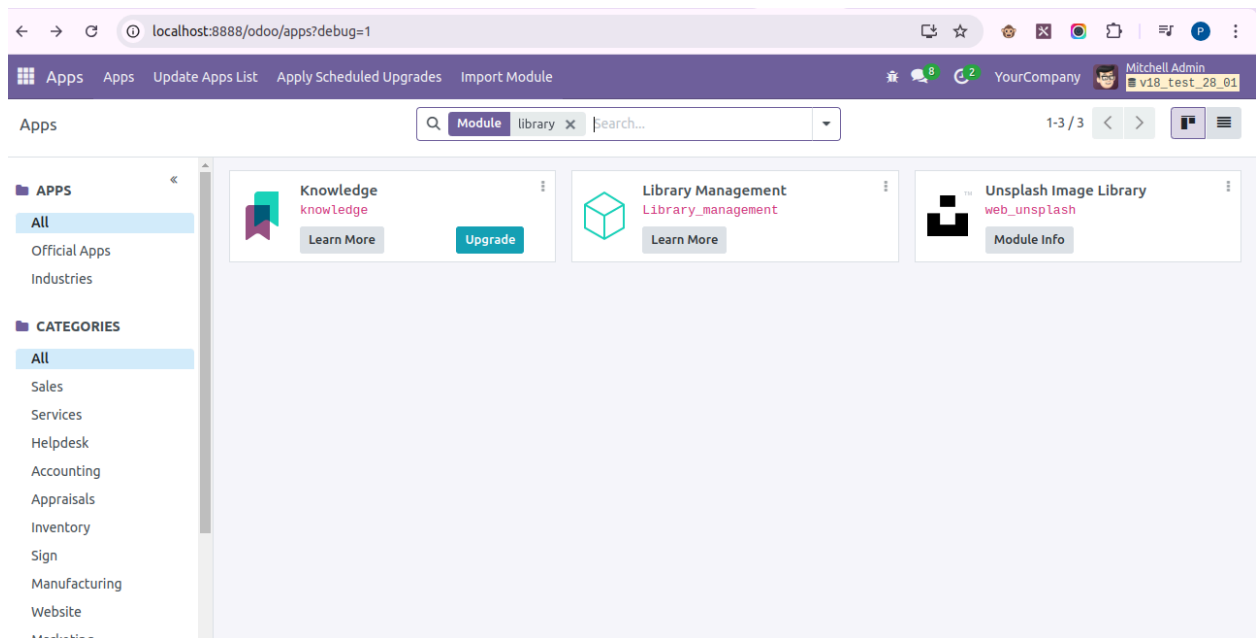 localhost:8888/odoo/apps?debug=1
P
Apps Apps Update Apps List Apply Scheduled Upgrades Import Module 8 2 YourCompany Mitchell Admin
v18_test_28_01
Apps Module library Search... 1-3 / 3
APPS
All
Official Apps
Industries
CATEGORIES
All
Sales
Services
Helpdesk
Accounting
Appraisals
Inventory
Sign
Manufacturing
Website
Marketing
Knowledge
knowledge
Learn More Upgrade
Library Management
Library_management
Learn More
TM
Unsplash Image Library
web_unsplash
Module Info